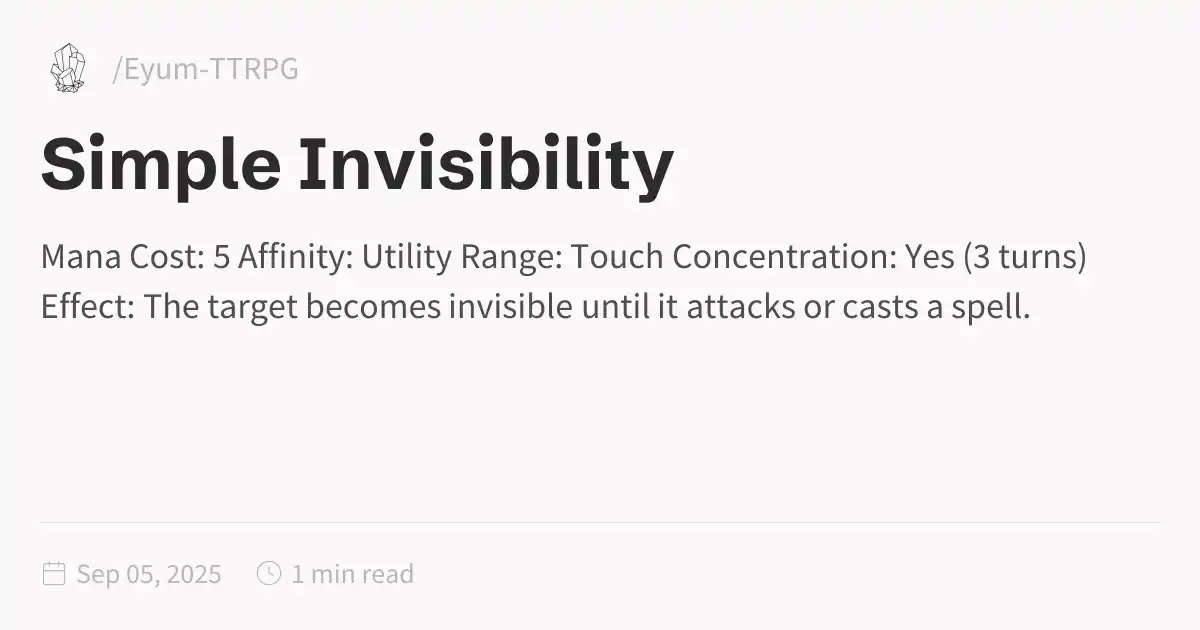 /Eyum-TTRPG
Simple Invisibility
Mana Cost: 5 Affinity: Utility Range: Touch Concentration: Yes (3 turns)
Effect: The target becomes invisible until it attacks or casts a spell.
Sep 05, 2025 1 min read